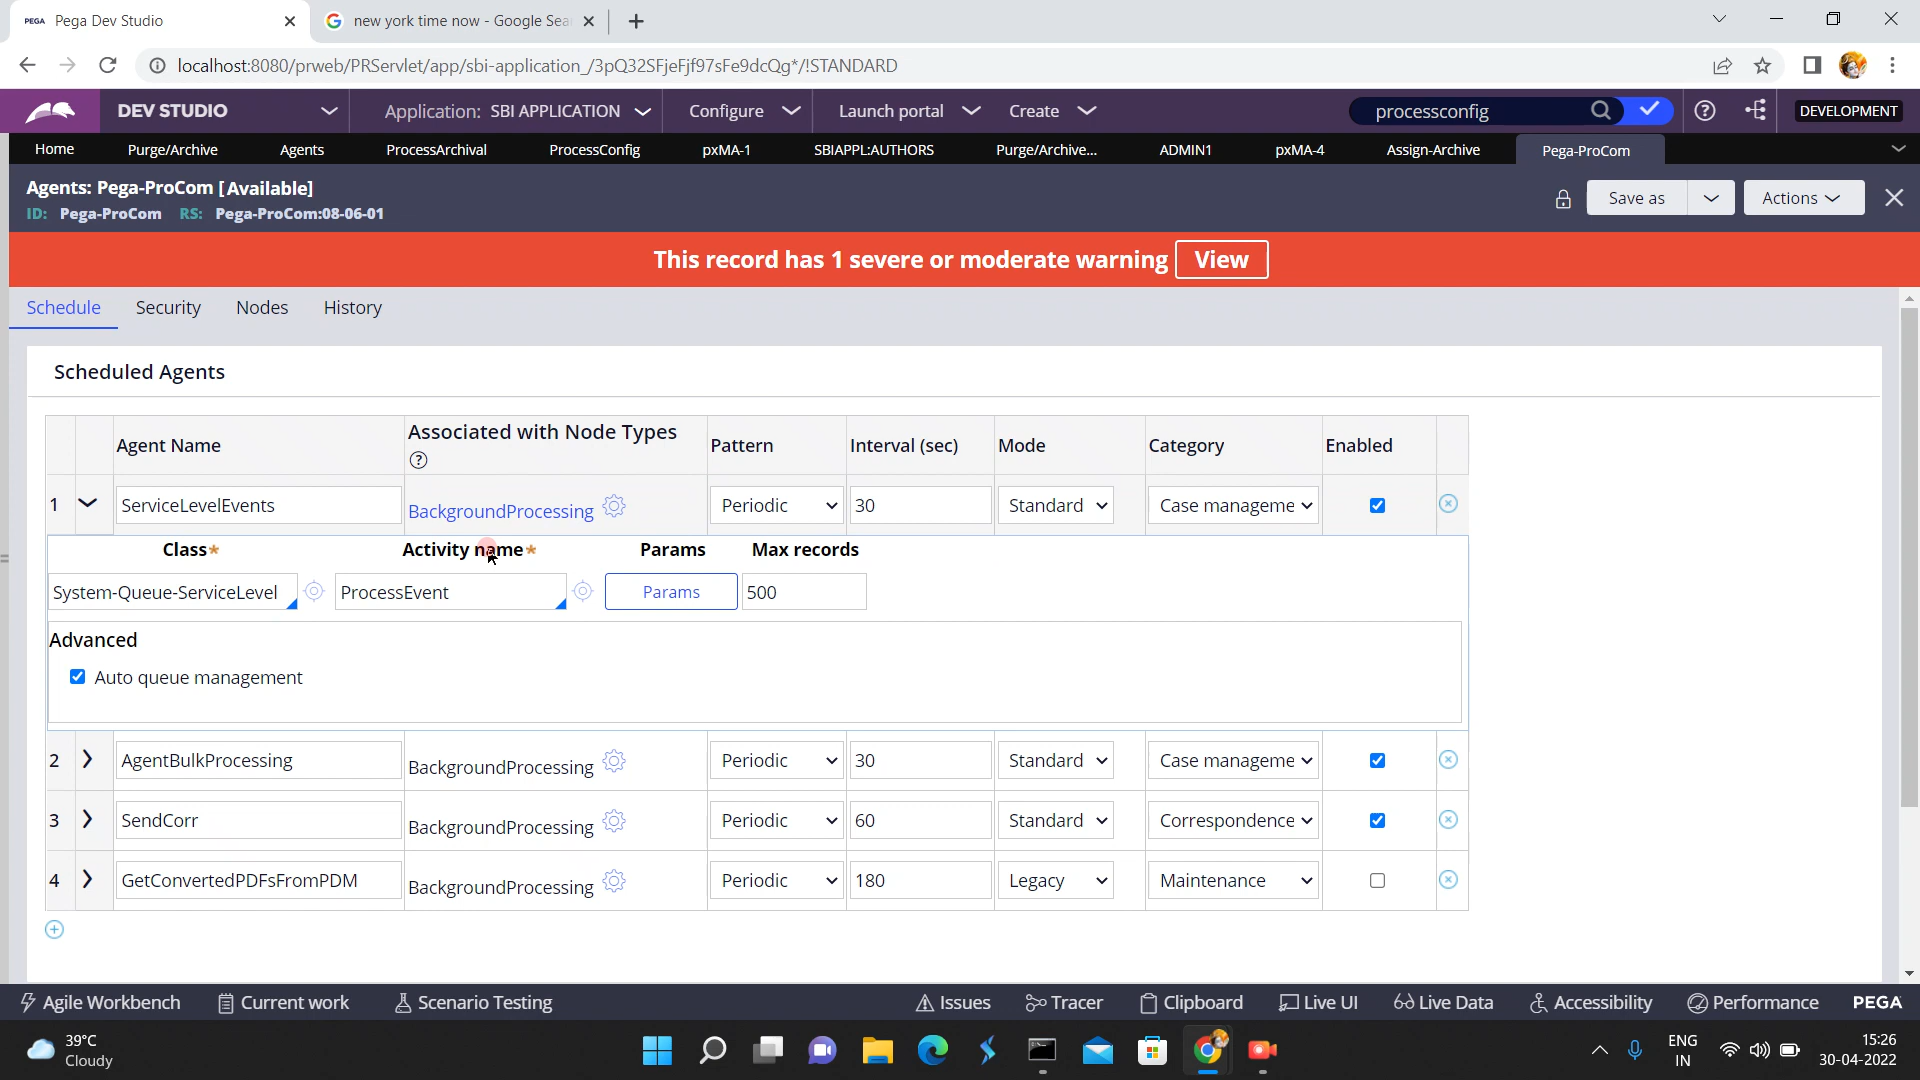 PEGA Pega Dev Studio
new york time now - Google Sea
localhost:8080/prweb/PRServlet/app/sbi-application_/3pQ32SFjeFjf97sFe9dcQg*/!STANDARD
DEV STUDIO
Application: SBI APPLICATION
Configure
Launch portal
Create
processconfig
DEVELOPMENT
Home Purge/Archive Agents ProcessArchival ProcessConfig pxMA-1 SBIAPPL:AUTHORS Purge/Archive... ADMIN1 pxMA-4 Assign-Archive Pega-ProCom
Agents: Pega-ProCom [Available]
ID: Pega-ProCom RS: Pega-ProCom:08-06-01
Save as
Actions
This record has 1 severe or moderate warning View
Schedule Security Nodes History
Scheduled Agents
Agent Name Associated with Node Types ? Pattern Interval (sec) Mode Category Enabled
1 ServiceLevelEvents BackgroundProcessing Periodic 30 Standard Case manageme
Class* Activity name* Params Max records
System-Queue-ServiceLevel ProcessEvent Params 500
Advanced
Auto queue management
2 AgentBulkProcessing BackgroundProcessing Periodic 30 Standard Case manageme
3 SendCorr BackgroundProcessing Periodic 60 Standard Correspondence
4 GetConvertedPDFsFromPDM BackgroundProcessing Periodic 180 Legacy Maintenance
Agile Workbench Current work Scenario Testing Issues Tracer Clipboard Live UI Live Data Accessibility Performance PEGA
39°C
Cloudy
ENG
IN
15:26
30-04-2022